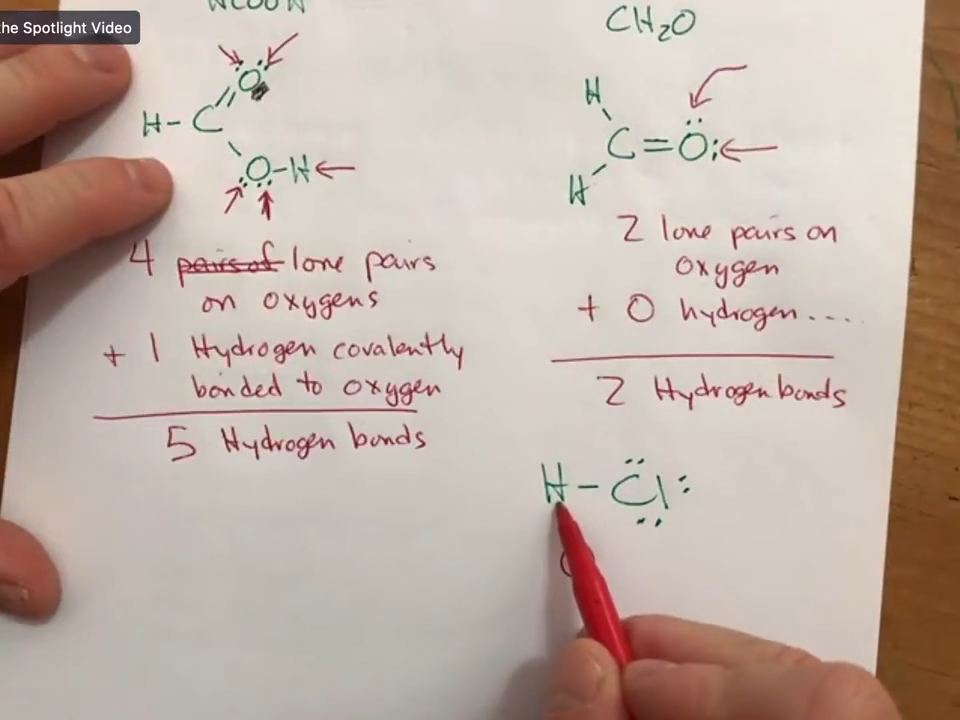 the Spotlight Video
HCOOH
CH₂O
H-C
O
O-H
H
C=O
H
4 pairs of lone pairs
on oxygens
+ 1 Hydrogen covalently
bonded to oxygen
5 Hydrogen bonds
2 lone pairs on
oxygen
+ 0 hydrogen....
2 Hydrogen bonds
H-Cl